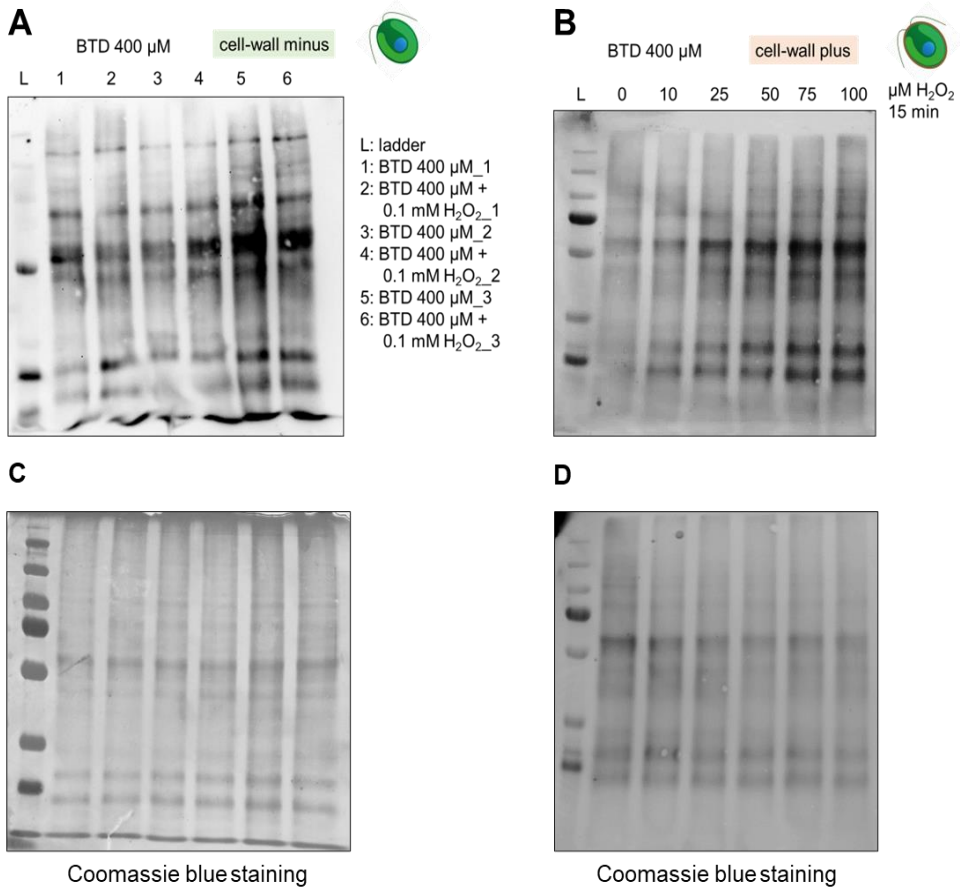 A
BTD 400 µM
cell-wall minus
L 1 2 3 4 5 6
L: ladder
1: BTD 400 µM_1
2: BTD 400 µM +
0.1 mM H₂O₂_1
3: BTD 400 µM_2
4: BTD 400 µM +
0.1 mM H₂O₂_2
5: BTD 400 µM_3
6: BTD 400 µM +
0.1 mM H₂O₂_3
B
BTD 400 µM
cell-wall plus
L 0 10 25 50 75 100
µM H₂O₂
15 min
C
Coomassie blue staining
D
Coomassie blue staining